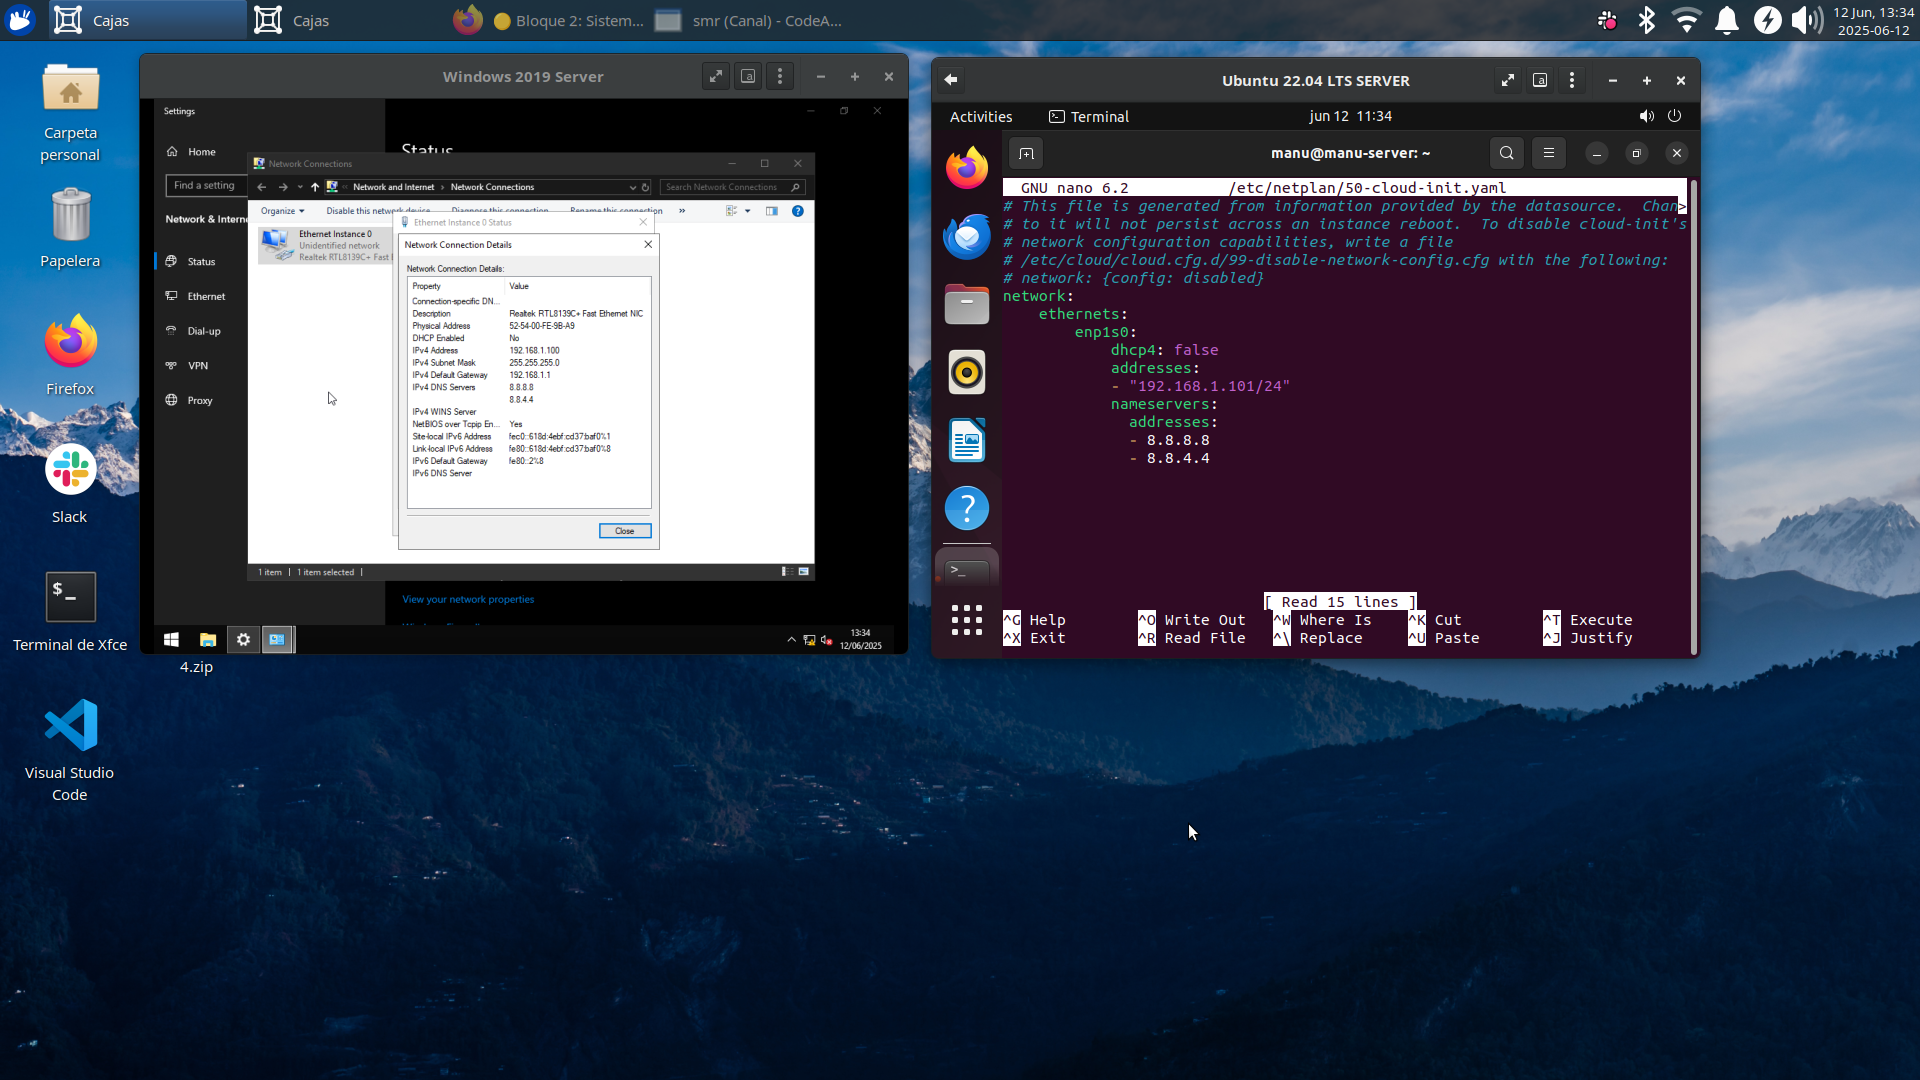 Cajas
Cajas
Bloque 2: Sistem...
smr (Canal) - CodeA...
12 Jun, 13:34
2025-06-12
Carpeta
personal
Papelera
Firefox
Slack
Terminal de Xfce
Visual Studio
Code
4.zip
Windows 2019 Server
Settings
Home
Find a setting
Network & Interne
Status
Ethernet
Dial-up
VPN
Proxy
Status
Network Connections
Network and Internet
Network Connections
Search Network Connections
Organize
Disable this network device
Diagnose this connection
Rename this connection
»
Ethernet Instance 0
Unidentified network
Realtek RTL8139C+ Fast E
Ethernet Instance 0 Status
Network Connection Details
Network Connection Details:
Property Value
Connection-specific DN...
Description Realtek RTL8139C+ Fast Ethernet NIC
Physical Address 52-54-00-FE-9B-A9
DHCP Enabled No
IPv4 Address 192.168.1.100
IPv4 Subnet Mask 255.255.255.0
IPv4 Default Gateway 192.168.1.1
IPv4 DNS Servers 8.8.8.8
8.8.4.4
IPv4 WINS Server
NetBIOS over Tcpip En... Yes
Site-local IPv6 Address fec0::618d:4ebf:cd37:baf0%1
Link-local IPv6 Address fe80::618d:4ebf:cd37:baf0%8
IPv6 Default Gateway fe80::2%8
IPv6 DNS Server
Close
1 item
1 item selected
View your network properties
13:34
12/06/2025
Ubuntu 22.04 LTS SERVER
Activities
Terminal
jun 12 11:34
manu@manu-server: ~
GNU nano 6.2 /etc/netplan/50-cloud-init.yaml
# This file is generated from information provided by the datasource.  Chan>
# to it will not persist across an instance reboot.  To disable cloud-init's
# network configuration capabilities, write a file
# /etc/cloud/cloud.cfg.d/99-disable-network-config.cfg with the following:
# network: {config: disabled}
network:
    ethernets:
        enp1s0:
            dhcp4: false
            addresses:
            - "192.168.1.101/24"
            nameservers:
              addresses:
              - 8.8.8.8
              - 8.8.4.4
[ Read 15 lines ]
^G Help ^O Write Out ^W Where Is ^K Cut ^T Execute
^X Exit ^R Read File ^\ Replace ^U Paste ^J Justify